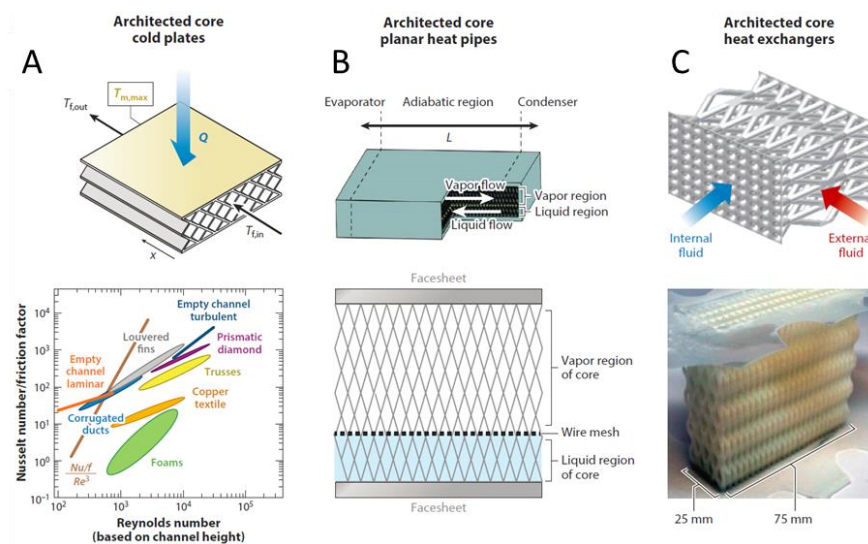 Architected core
cold plates
A
T_m,max
T_f,out
Q
T_f,in
x
Nusselt number/friction factor
10⁴
10³
10²
10¹
10⁰
10⁻¹
Empty channel
turbulent
Louvered
fins
Prismatic
diamond
Empty
channel
laminar
Trusses
Copper
textile
Corrugated
ducts
Foams
Nu/f
Re³
10² 10³ 10⁴ 10⁵
Reynolds number
(based on channel height)
Architected core
planar heat pipes
B
Evaporator Adiabatic region Condenser
L
Vapor flow
Vapor region
Liquid region
Liquid flow
Facesheet
Vapor region
of core
Wire mesh
Liquid region
of core
Facesheet
Architected core
heat exchangers
C
Internal
fluid
Externa
fluid
25 mm
75 mm